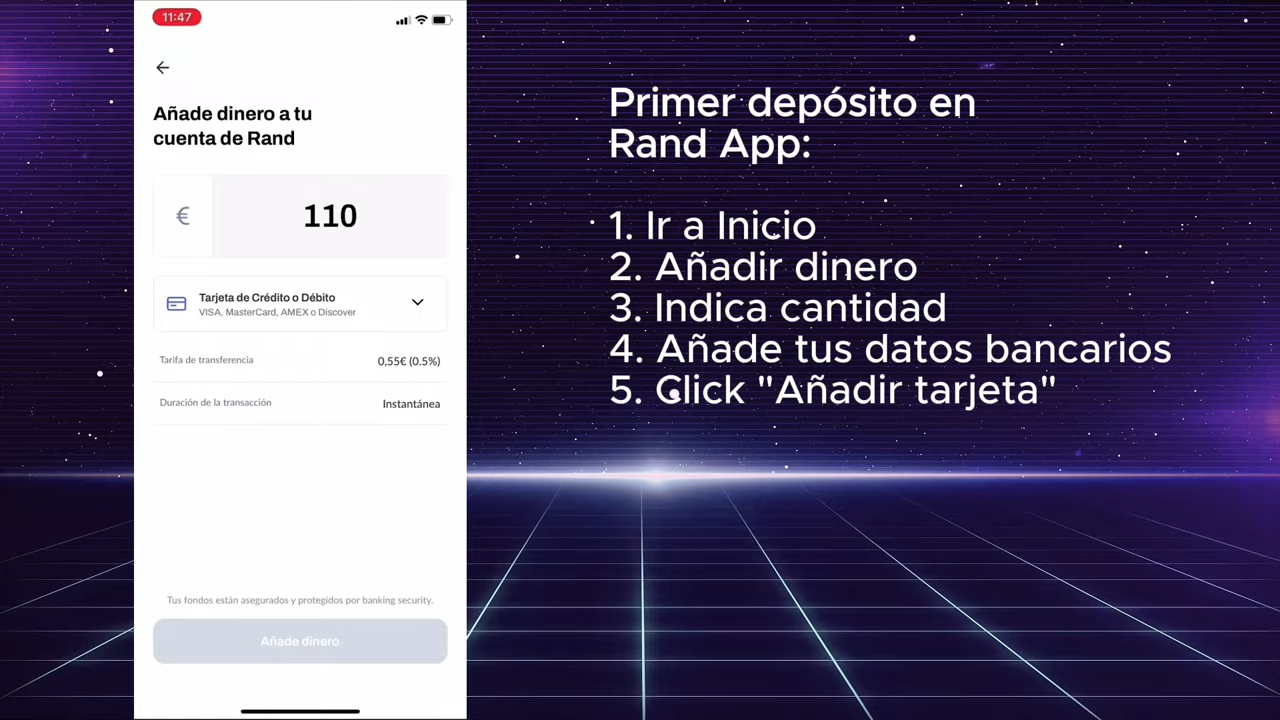 11:47
Añade dinero a tu
cuenta de Rand
€
110
Tarjeta de Crédito o Débito
VISA, MasterCard, AMEX o Discover
Tarifa de transferencia
0,55€ (0.5%)
Duración de la transacción
Instantánea
Tus fondos están asegurados y protegidos por banking security.
Añade dinero
Primer depósito en
Rand App:
1. Ir a Inicio
2. Añadir dinero
3. Indica cantidad
4. Añade tus datos bancarios
5. Click "Añadir tarjeta"